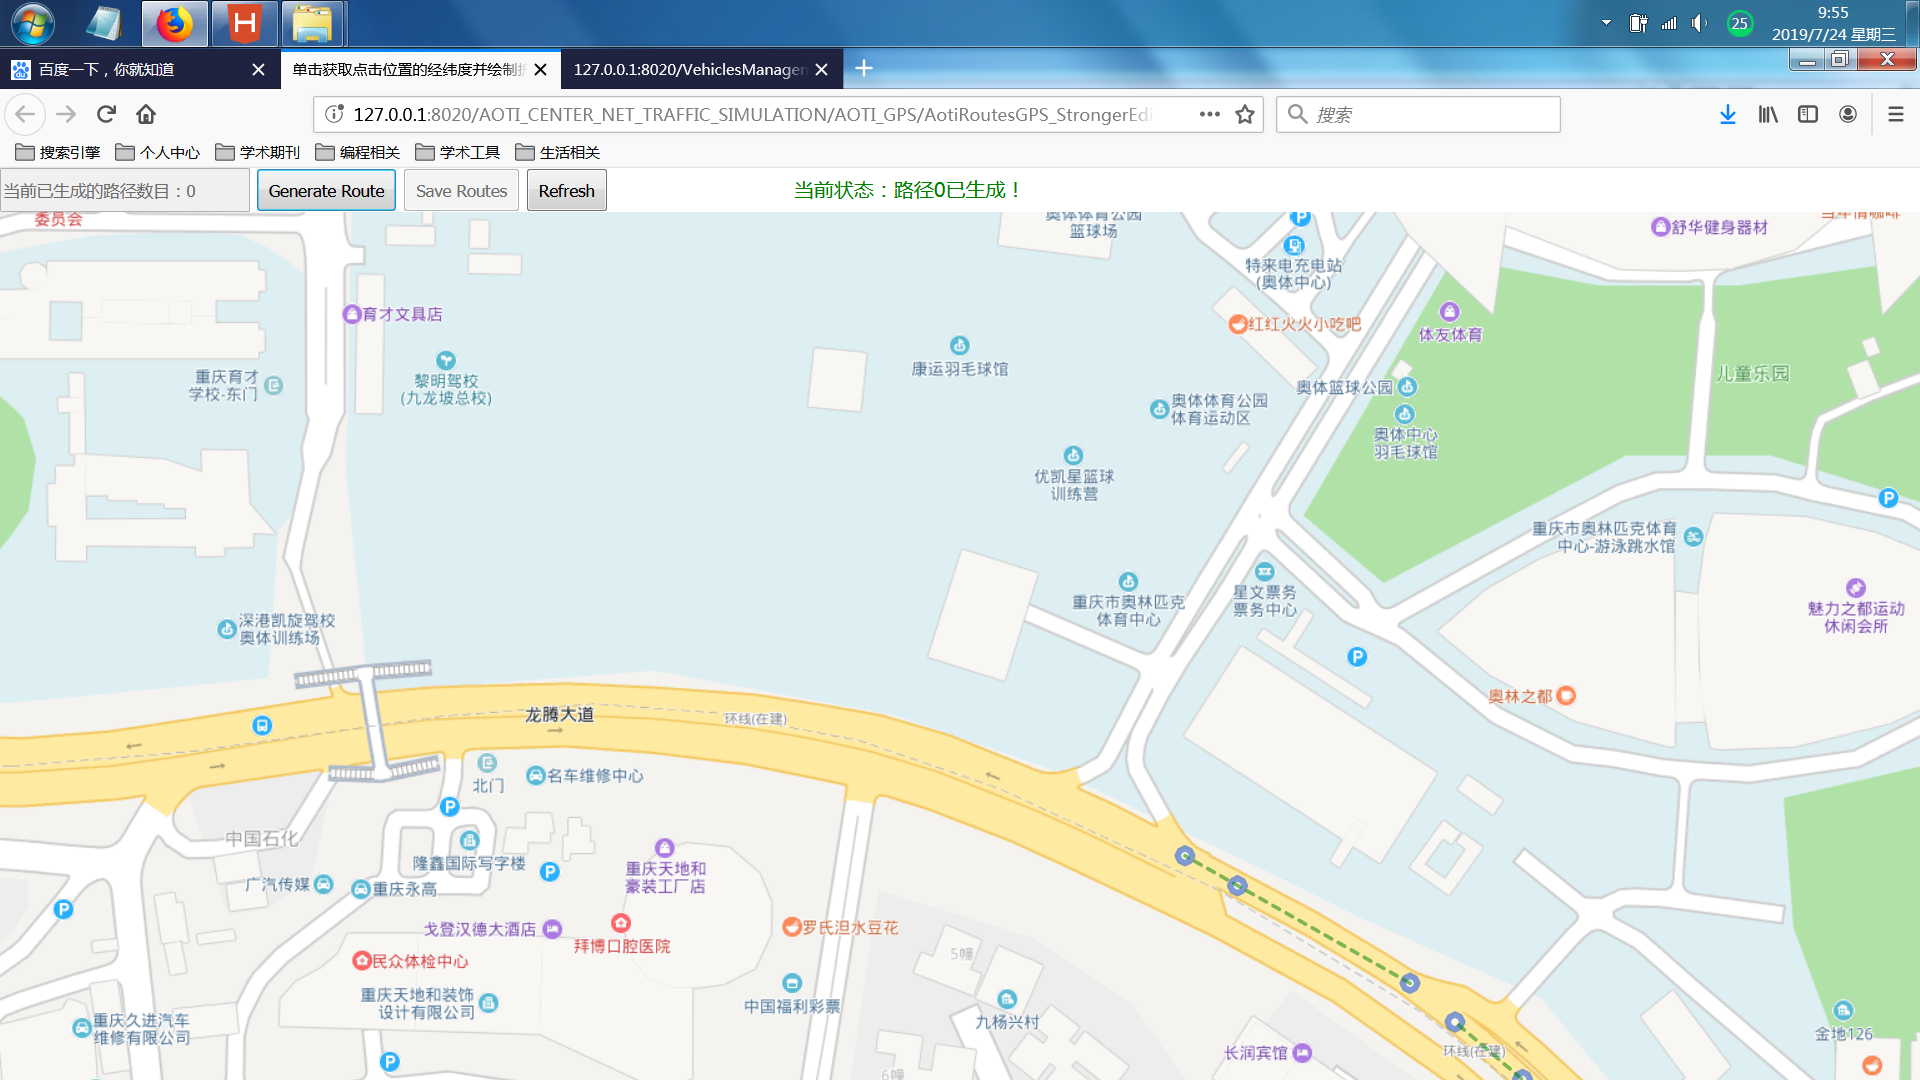 9:55
2019/7/24 星期三
25
百度一下，你就知道
单击获取点击位置的经纬度并绘制
127.0.0.1:8020/VehiclesManager
127.0.0.1:8020/AOTI_CENTER_NET_TRAFFIC_SIMULATION/AOTI_GPS/AotiRoutesGPS_StrongerEdi
搜索
搜索引擎
个人中心
学术期刊
编程相关
学术工具
生活相关
当前已生成的路径数目：0
Generate Route
Save Routes
Refresh
当前状态：路径0已生成！
委员会
奥体体育公园
篮球场
舒华健身器材
特来电充电站
(奥体中心)
育才文具店
红红火火小吃吧
体友体育
康运羽毛球馆
重庆育才
学校-东门
黎明驾校
(九龙坡总校)
儿童乐园
奥体篮球公园
奥体体育公园
体育运动区
奥体中心
羽毛球馆
优凯星篮球
训练营
重庆市奥林匹克体育
中心-游泳跳水馆
重庆市奥林匹克
体育中心
星文票务
票务中心
魅力之都运动
休闲会所
深港凯旋驾校
奥体训练场
奥林之都
龙腾大道
环线(在建)
北门
名车维修中心
中国石化
隆鑫国际写字楼
重庆天地和
豪装工厂店
广汽传媒
重庆永高
戈登汉德大酒店
拜博口腔医院
罗氏泹水豆花
民众体检中心
5幢
重庆天地和装饰
设计有限公司
中国福利彩票
九杨兴村
重庆久进汽车
维修有限公司
金地126
长润宾馆
环线(在建)
6幢